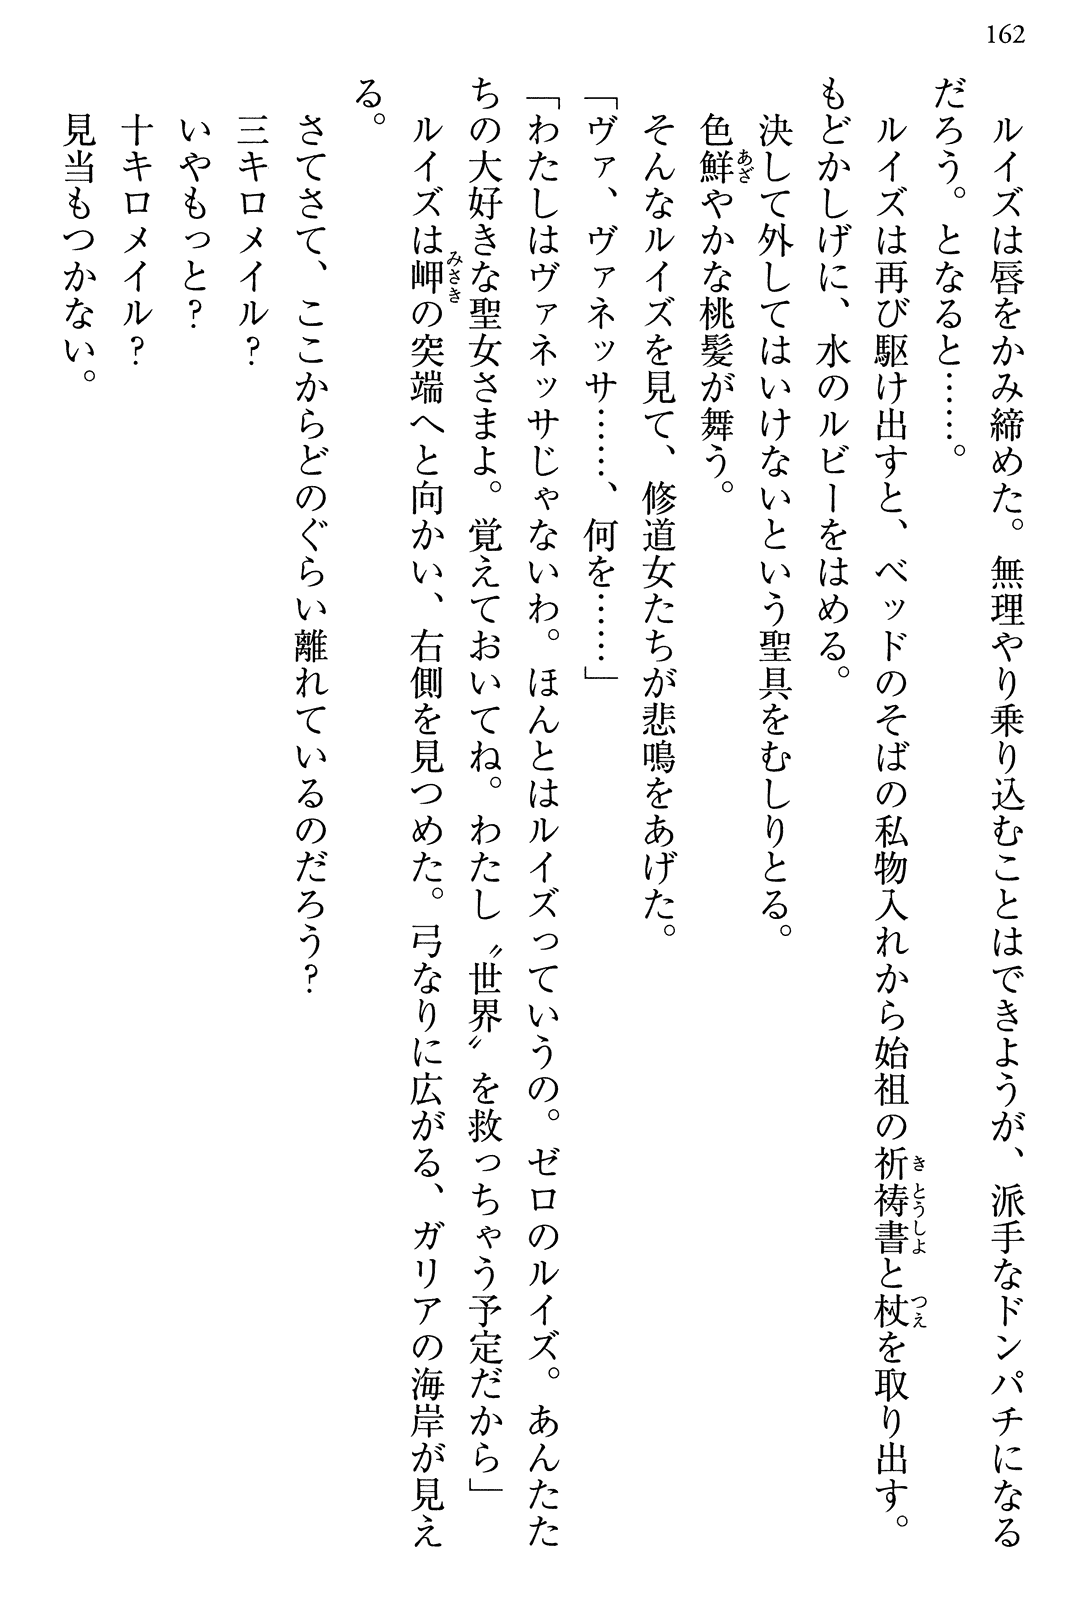 162
　ルイズは唇をかみ締めた。無理やり乗り込むことはできようが、派手なドンパチになる
だろう。となると……。
　ルイズは再び駆け出すと、ベッドのそばの私物入れから始祖の祈祷書と杖を取り出す。
もどかしげに、水のルビーをはめる。
　決して外してはいけないという聖具をむしりとる。
　色鮮やかな桃髪が舞う。
　そんなルイズを見て、修道女たちが悲鳴をあげた。
「ヴァ、ヴァネッサ……、何を……」
「わたしはヴァネッサじゃないわ。ほんとはルイズっていうの。ゼロのルイズ。あんたた
ちの大好きな聖女さまよ。覚えておいてね。わたし〝世界〟を救っちゃう予定だから」
　ルイズは岬の突端へと向かい、右側を見つめた。弓なりに広がる、ガリアの海岸が見え
る。
　さてさて、ここからどのぐらい離れているのだろう？
　三キロメイル？
　いやもっと？
　十キロメイル？
　見当もつかない。